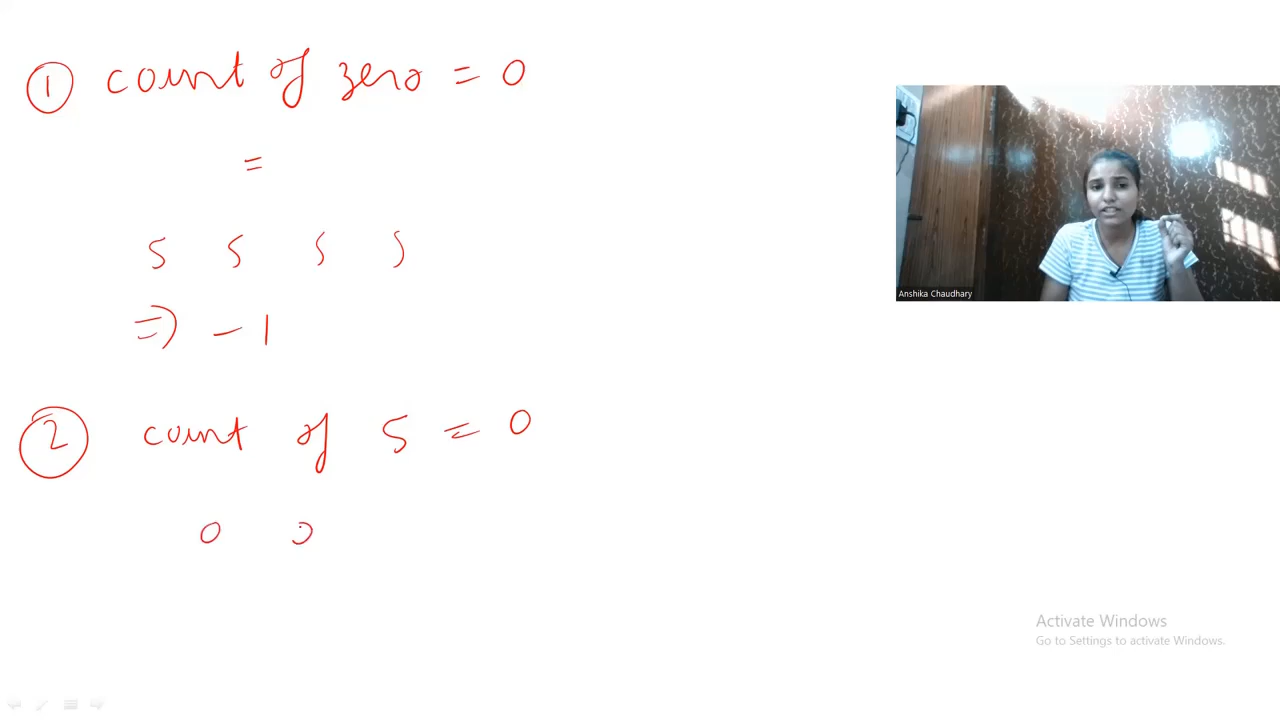 ① count of zero = 0
=
5 5 5 5
⇒ -1
② count of 5 = 0
0 0
Anshika Chaudhary
Activate Windows
Go to Settings to activate Windows.